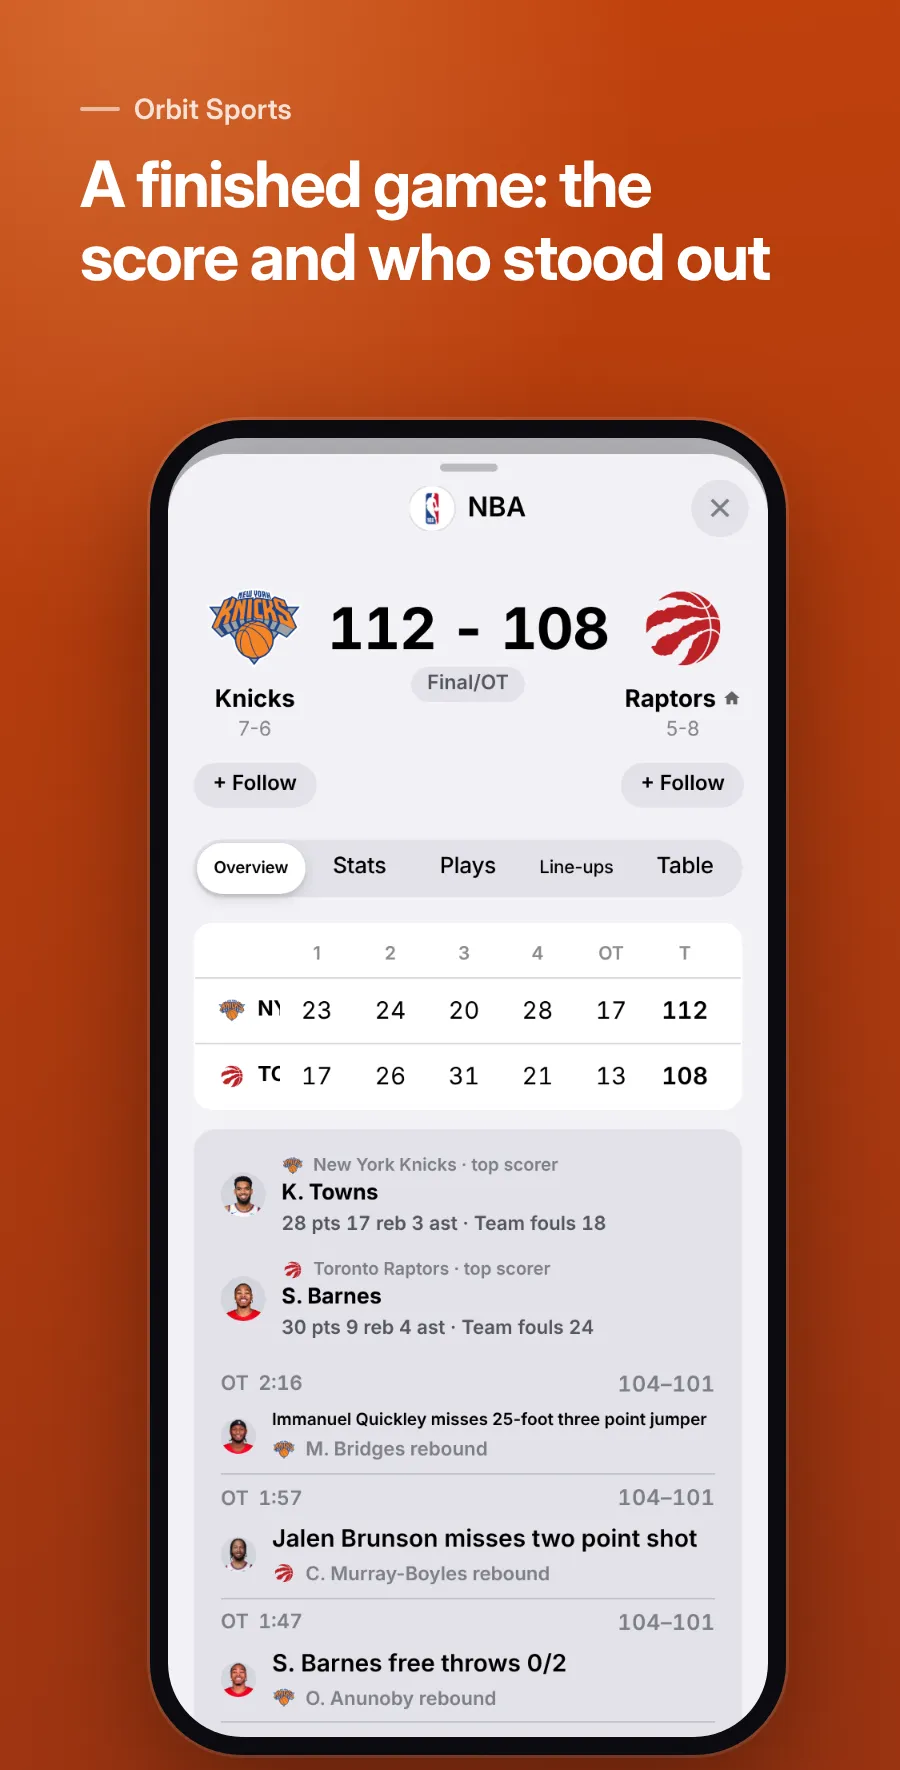 Orbit Sports
A finished game: the
score and who stood out
NBA
NEW YORK
KNICKS
112 - 108
Final/OT
Knicks
7-6
Raptors
5-8
+ Follow
+ Follow
Overview Stats Plays Line-ups Table
1 2 3 4 OT T
NY 23 24 20 28 17 112
TO 17 26 31 21 13 108
New York Knicks · top scorer
K. Towns
28 pts 17 reb 3 ast · Team fouls 18
Toronto Raptors · top scorer
S. Barnes
30 pts 9 reb 4 ast · Team fouls 24
OT 2:16 104–101
Immanuel Quickley misses 25-foot three point jumper
M. Bridges rebound
OT 1:57 104–101
Jalen Brunson misses two point shot
C. Murray-Boyles rebound
OT 1:47 104–101
S. Barnes free throws 0/2
O. Anunoby rebound